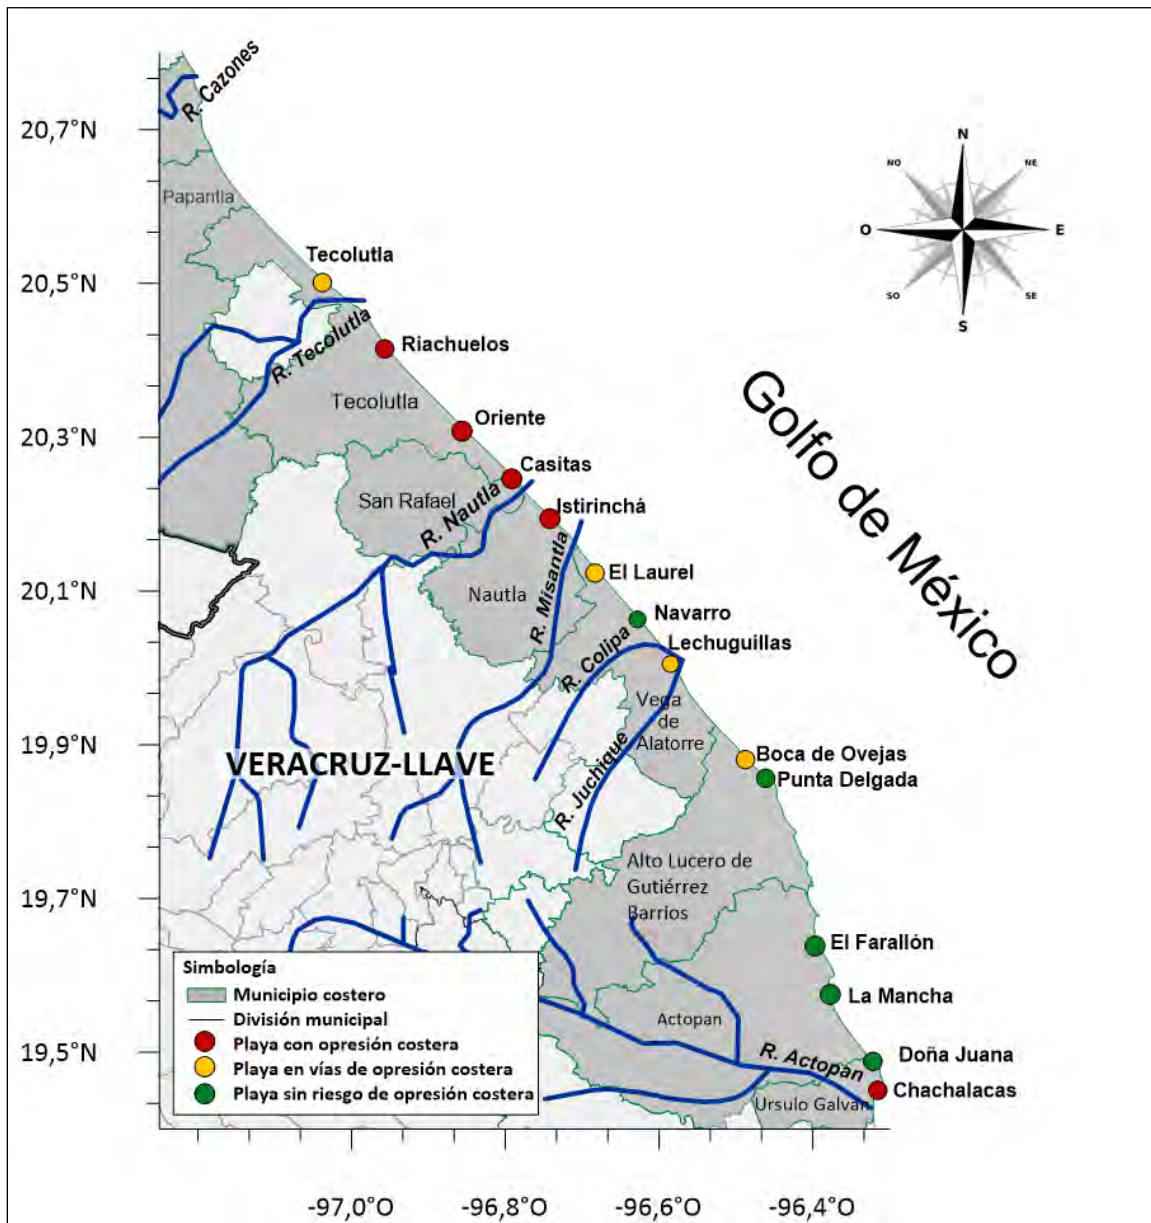 R. Cazones
20,7°N
Papantla
N
NO
NE
O
E
SO
SE
S
Tecolutla
20,5°N
R. Tecolutla
Riachuelos
Tecolutla
Oriente
20,3°N
Casitas
San Rafael
R. Nautla
Istirinchá
Golfo de México
El Laurel
20,1°N
Nautla
R. Misantla
Navarro
R. Colipa
Lechuguillas
Vega
de
Alatorre
19,9°N
VERACRUZ-LLAVE
R. Juchique
Boca de Ovejas
Punta Delgada
Alto Lucero de
Gutiérrez
Barrios
19,7°N
El Farallón
La Mancha
Actopan
19,5°N
R. Actopan
Doña Juana
Chachalacas
Ursulo Galván
Simbología
Municipio costero
División municipal
Playa con opresión costera
Playa en vías de opresión costera
Playa sin riesgo de opresión costera
-97,0°O
-96,8°O
-96,6°O
-96,4°O